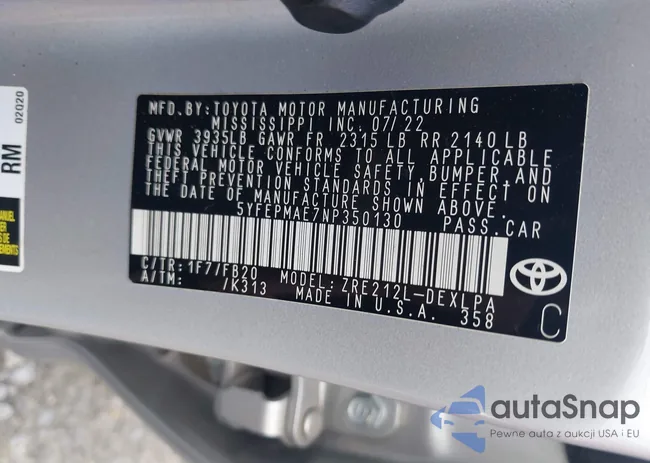 MFD. BY: TOYOTA MOTOR MANUFACTURING
MISSISSIPPI, INC. 07/22
GVWR 3935LB GAWR FR 2315 LB RR 2140 LB
THIS VEHICLE CONFORMS TO ALL APPLICABLE
FEDERAL MOTOR VEHICLE SAFETY, BUMPER, AND
THEFT PREVENTION STANDARDS IN EFFECT ON
THE DATE OF MANUFACTURE SHOWN ABOVE.
5YFEPMAE7NP350130 PASS.CAR
C/TR: 1F7/FB20 MODEL: ZRE212L-DEXLPA
A/TM: /K313 MADE IN U.S.A. 358
C
RM
02020
MANUEL
autoSnap
Pewne auta z aukcji USA i EU